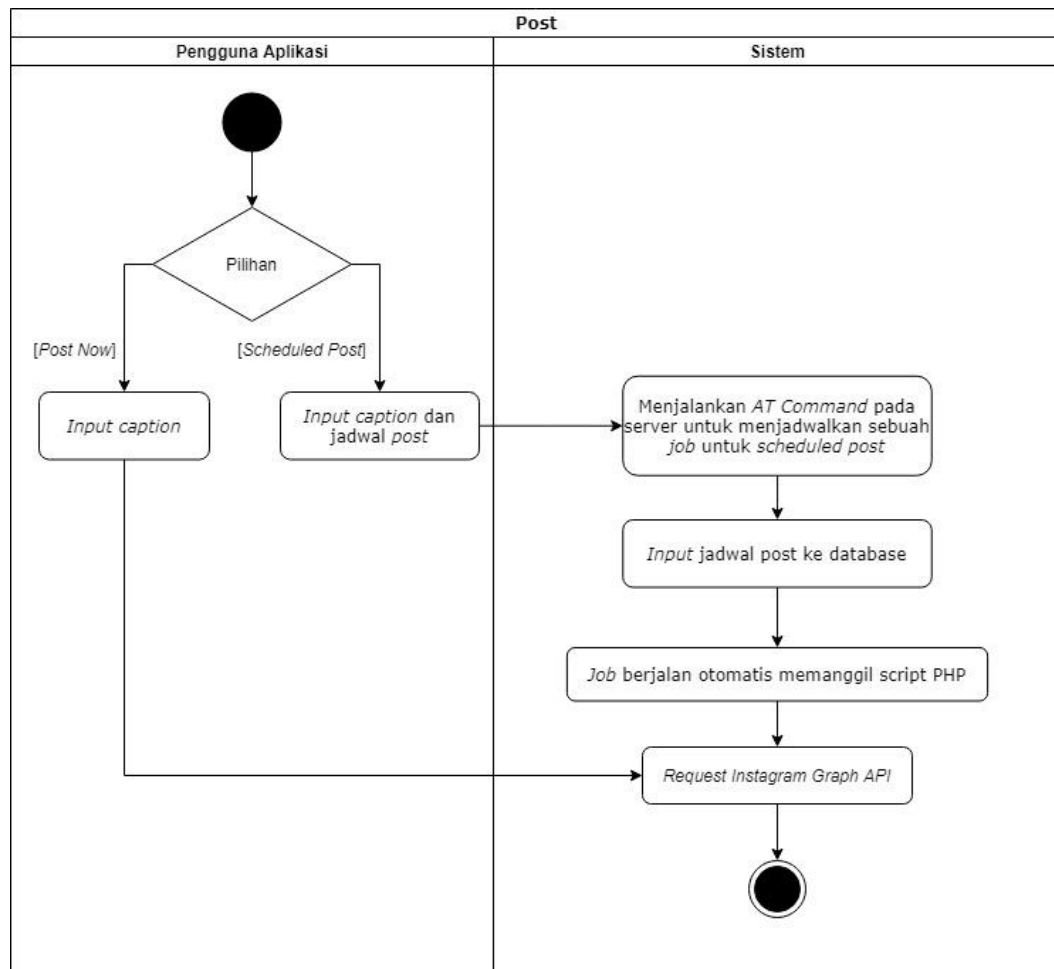 Post
Pengguna Aplikasi
Sistem
Pilihan
[Post Now]
[Scheduled Post]
Input caption
Input caption dan
jadwal post
Menjalankan AT Command pada
server untuk menjadwalkan sebuah
job untuk scheduled post
Input jadwal post ke database
Job berjalan otomatis memanggil script PHP
Request Instagram Graph API